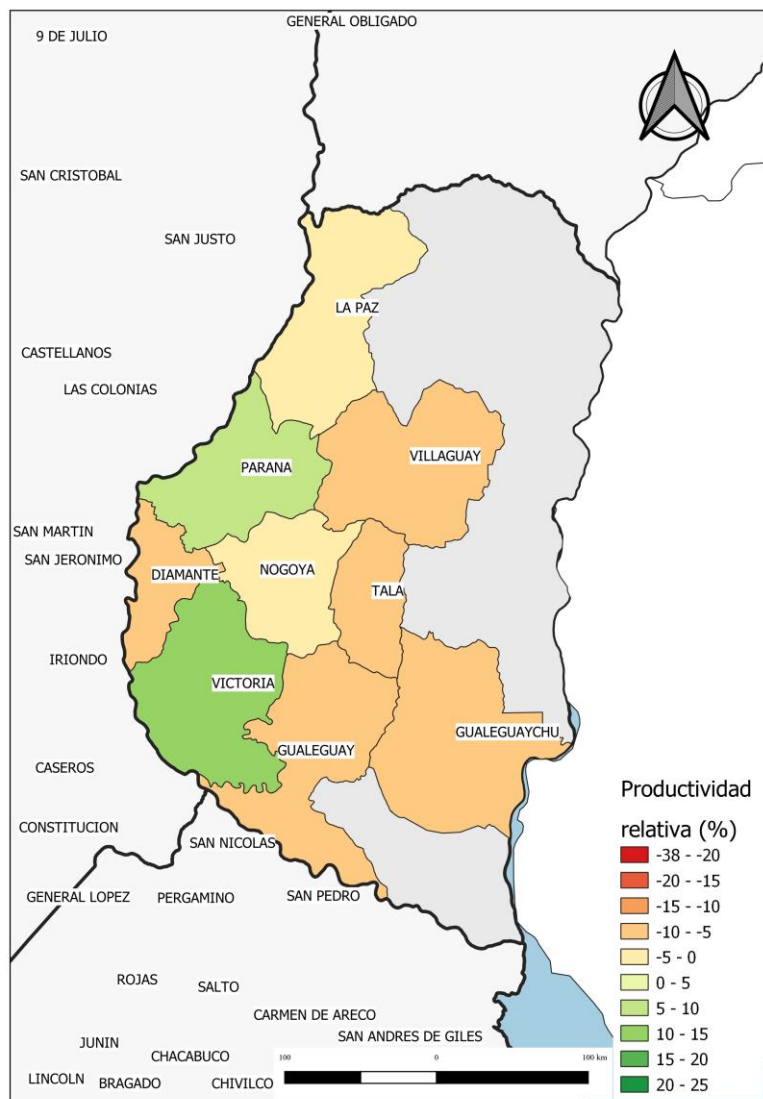 GENERAL OBLIGADO
9 DE JULIO
SAN CRISTOBAL
SAN JUSTO
LA PAZ
CASTELLANOS
LAS COLONIAS
VILLAGUAY
PARANA
SAN MARTIN
SAN JERONIMO
DIAMANTE
NOGOYA
TALA
IRIONDO
VICTORIA
GUALEGUAYCHU
GUALEGUAY
CASEROS
CONSTITUCION
SAN NICOLAS
GENERAL LOPEZ
PERGAMINO
SAN PEDRO
ROJAS
SALTO
CARMEN DE ARECO
SAN ANDRES DE GILES
JUNIN
CHACABUCO
LINCOLN
BRAGADO
CHIVILCO
100 0 100 km
Productividad
relativa (%)
-38 - -20
-20 - -15
-15 - -10
-10 - -5
-5 - 0
0 - 5
5 - 10
10 - 15
15 - 20
20 - 25